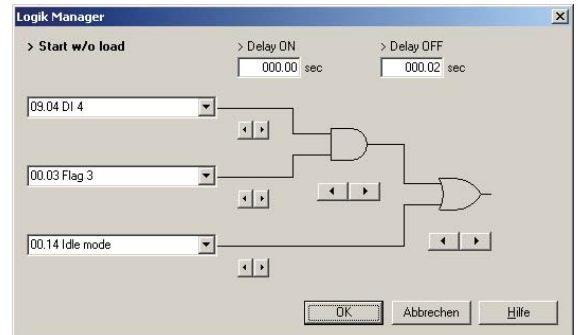 Logik Manager
> Start w/o load
> Delay ON
> Delay OFF
000.00 sec
000.02 sec
09.04 DI 4
00.03 Flag 3
00.14 Idle mode
OK
Abbrechen
Hilfe